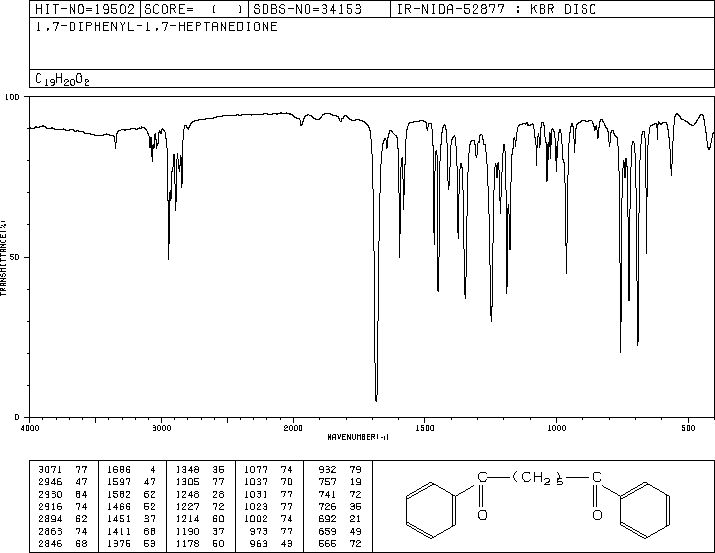 HIT-NO=19502 SCORE= ( ) SDBS-NO=34153 IR-NIDA-52877 : KBR DISC
1,7-DIPHENYL-1,7-HEPTANEDIONE
C19H20O2
100
50
0
TRANSMITTANCE(%)
4000 3000 2000 1500 1000 500
WAVENUMBER(-1)
3071 77 1686 4 1348 35 1077 74 932 79
2946 47 1597 47 1305 77 1037 70 757 19
2930 64 1582 62 1248 28 1031 77 741 72
2916 74 1466 52 1227 72 1023 77 726 35
2894 62 1451 37 1214 60 1002 74 692 21
2863 74 1411 68 1190 37 973 77 659 49
2846 68 1375 53 1178 50 963 43 565 72
C (CH2)5 C
O O